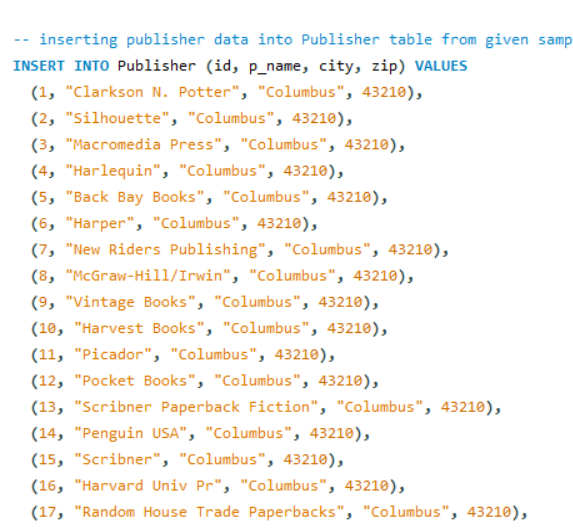 -- inserting publisher data into Publisher table from given samp
INSERT INTO Publisher (id, p_name, city, zip) VALUES
(1, "Clarkson N. Potter", "Columbus", 43210),
(2, "Silhouette", "Columbus", 43210),
(3, "Macromedia Press", "Columbus", 43210),
(4, "Harlequin", "Columbus", 43210),
(5, "Back Bay Books", "Columbus", 43210),
(6, "Harper", "Columbus", 43210),
(7, "New Riders Publishing", "Columbus", 43210),
(8, "McGraw-Hill/Irwin", "Columbus", 43210),
(9, "Vintage Books", "Columbus", 43210),
(10, "Harvest Books", "Columbus", 43210),
(11, "Picador", "Columbus", 43210),
(12, "Pocket Books", "Columbus", 43210),
(13, "Scribner Paperback Fiction", "Columbus", 43210),
(14, "Penguin USA", "Columbus", 43210),
(15, "Scribner", "Columbus", 43210),
(16, "Harvard Univ Pr", "Columbus", 43210),
(17, "Random House Trade Paperbacks", "Columbus", 43210),